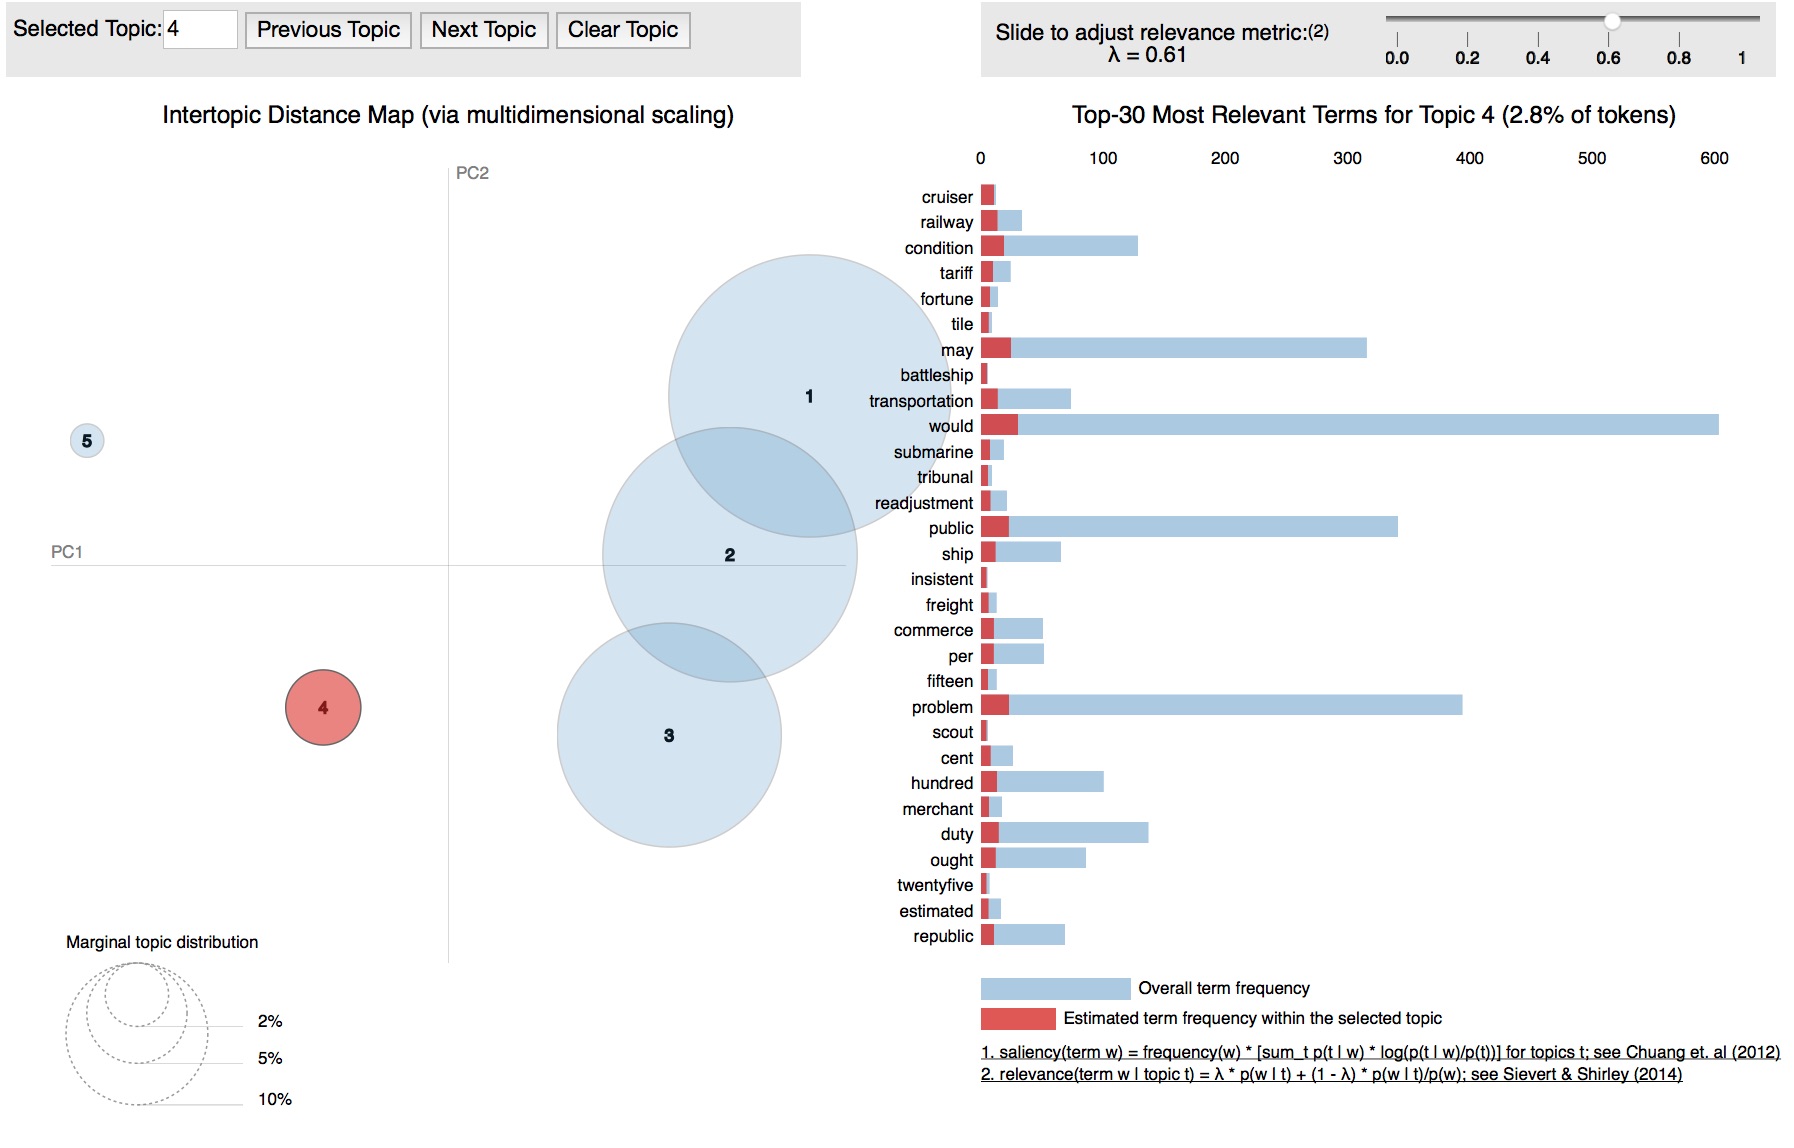 Selected Topic: 4 Previous Topic Next Topic Clear Topic
Slide to adjust relevance metric:(2)
λ = 0.61
0.0 0.2 0.4 0.6 0.8 1
Intertopic Distance Map (via multidimensional scaling)
PC2
PC1
1
2
3
4
5
Marginal topic distribution
2%
5%
10%
Top-30 Most Relevant Terms for Topic 4 (2.8% of tokens)
0 100 200 300 400 500 600
cruiser
railway
condition
tariff
fortune
tile
may
battleship
transportation
would
submarine
tribunal
readjustment
public
ship
insistent
freight
commerce
per
fifteen
problem
scout
cent
hundred
merchant
duty
ought
twentyfive
estimated
republic
Overall term frequency
Estimated term frequency within the selected topic
1. saliency(term w) = frequency(w) * [sum_t p(t | w) * log(p(t | w)/p(t))] for topics t; see Chuang et. al (2012)
2. relevance(term w | topic t) = λ * p(w | t) + (1 - λ) * p(w | t)/p(w); see Sievert & Shirley (2014)